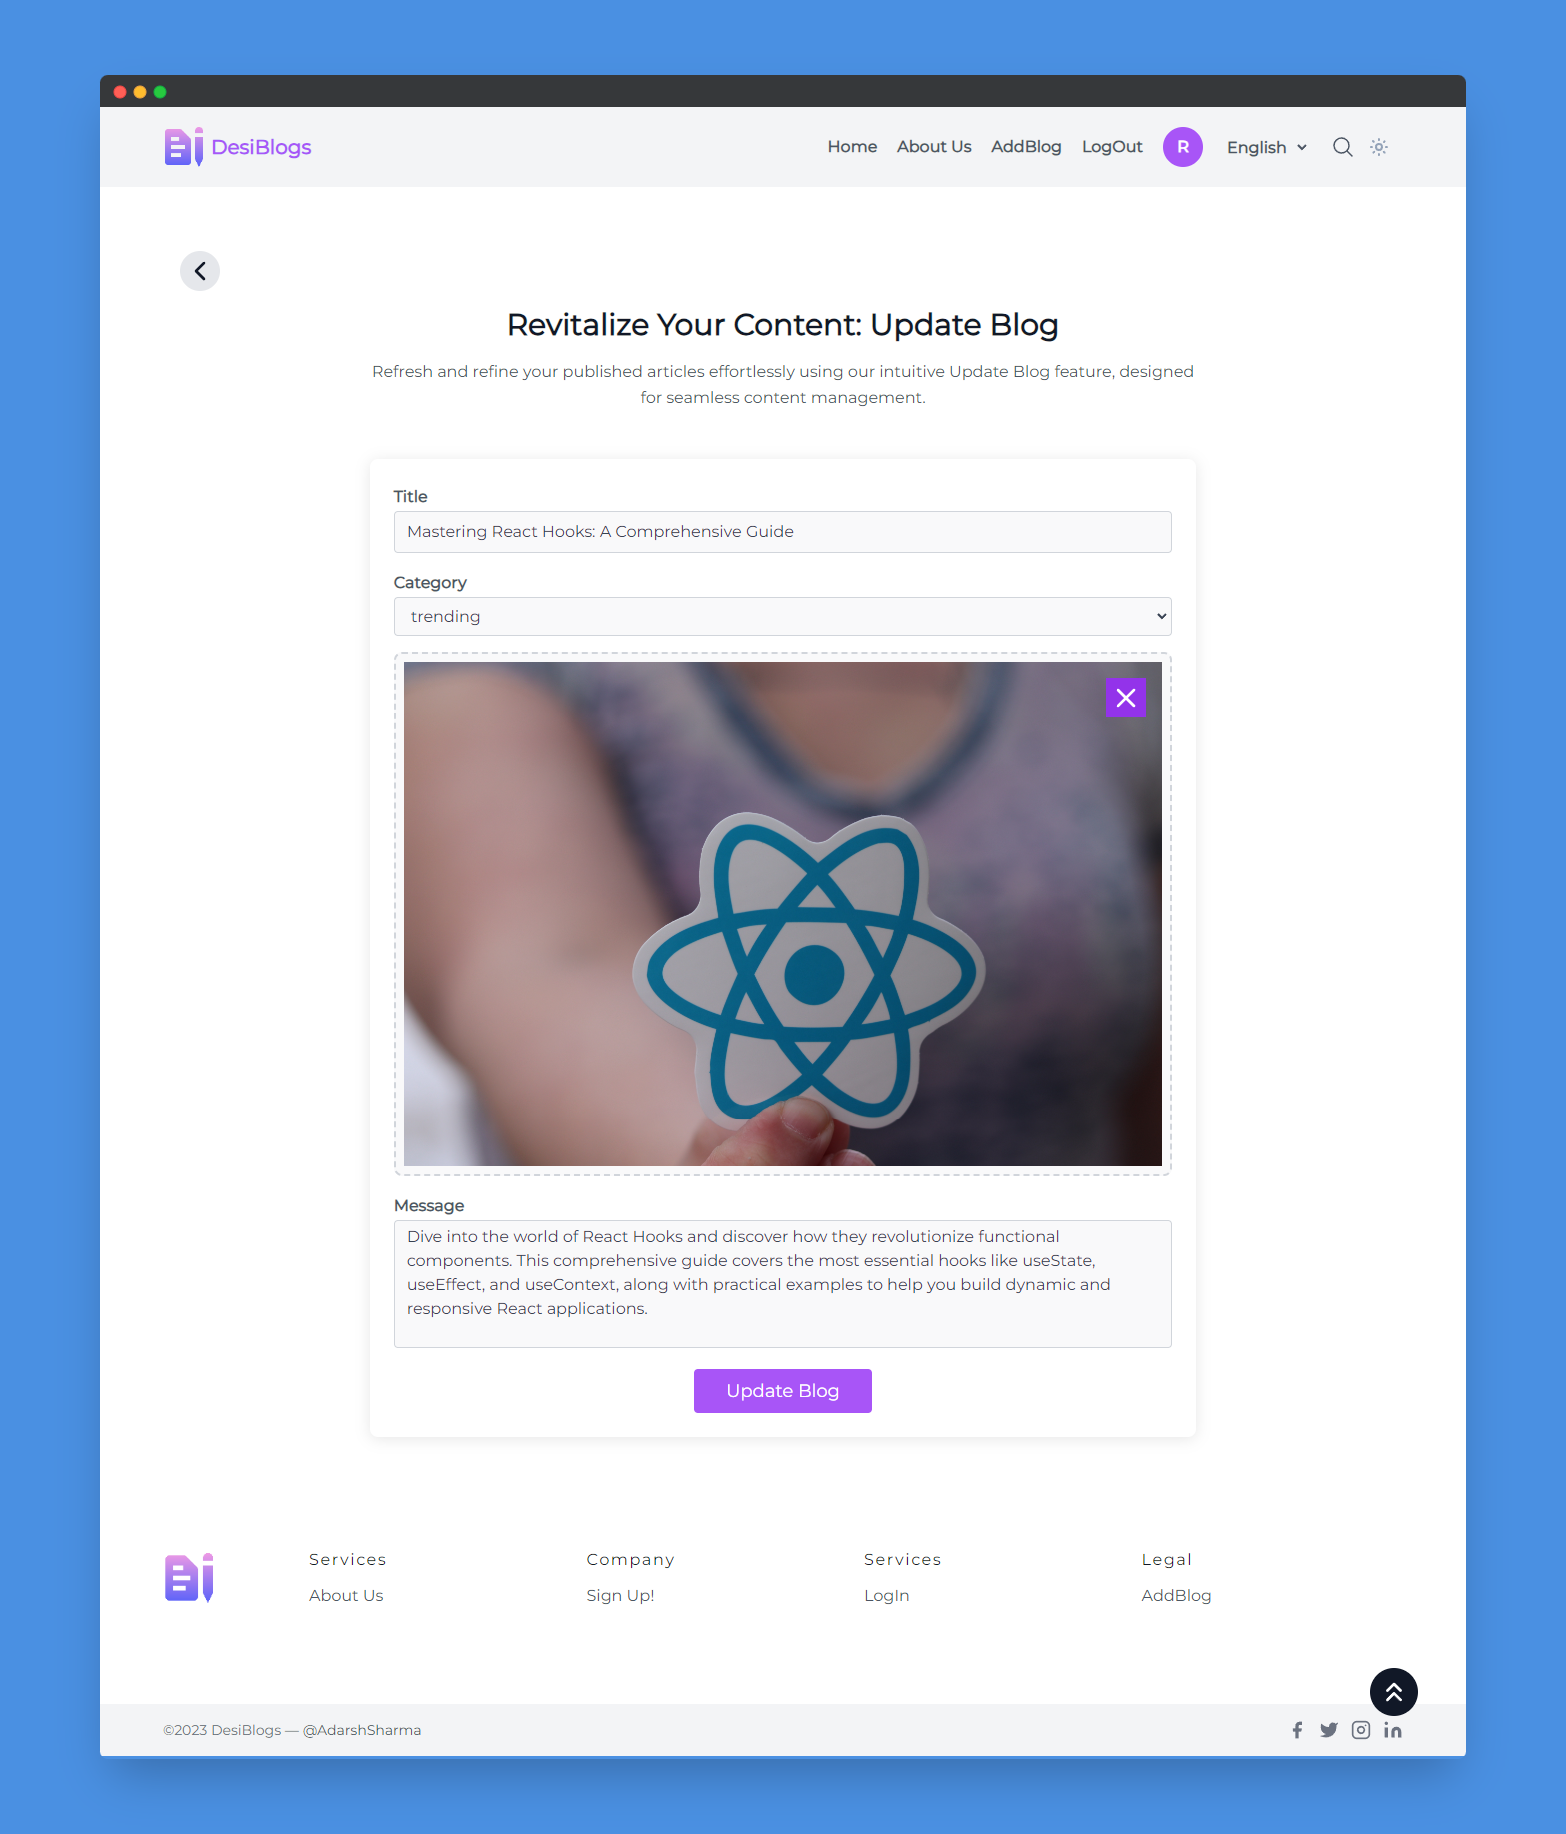 DesiBlogs
Home About Us AddBlog LogOut R English
Revitalize Your Content: Update Blog
Refresh and refine your published articles effortlessly using our intuitive Update Blog feature, designed
for seamless content management.
Title
Mastering React Hooks: A Comprehensive Guide
Category
trending
Message
Dive into the world of React Hooks and discover how they revolutionize functional
components. This comprehensive guide covers the most essential hooks like useState,
useEffect, and useContext, along with practical examples to help you build dynamic and
responsive React applications.
Update Blog
Services Company Services Legal
About Us Sign Up! LogIn AddBlog
©2023 DesiBlogs — @AdarshSharma